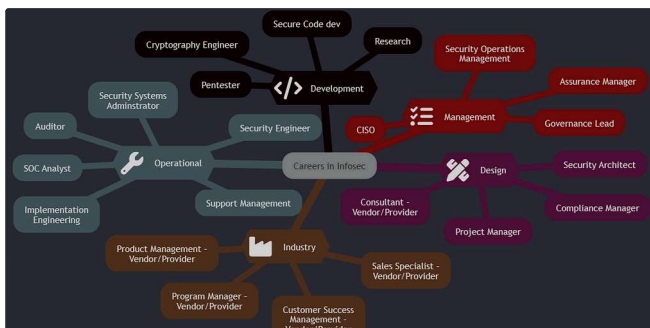 Secure Code dev
Cryptography Engineer
Research
Pentester
</> Development
Security Operations
Management
Assurance Manager
CISO
Management
Governance Lead
Security Systems
Adminstrator
Auditor
Security Engineer
SOC Analyst
Operational
Implementation
Engineering
Support Management
Careers in Infosec
Design
Security Architect
Consultant -
Vendor/Provider
Compliance Manager
Project Manager
Industry
Product Management -
Vendor/Provider
Sales Specialist -
Vendor/Provider
Program Manager -
Vendor/Provider
Customer Success
Management -
Vendor/Provider